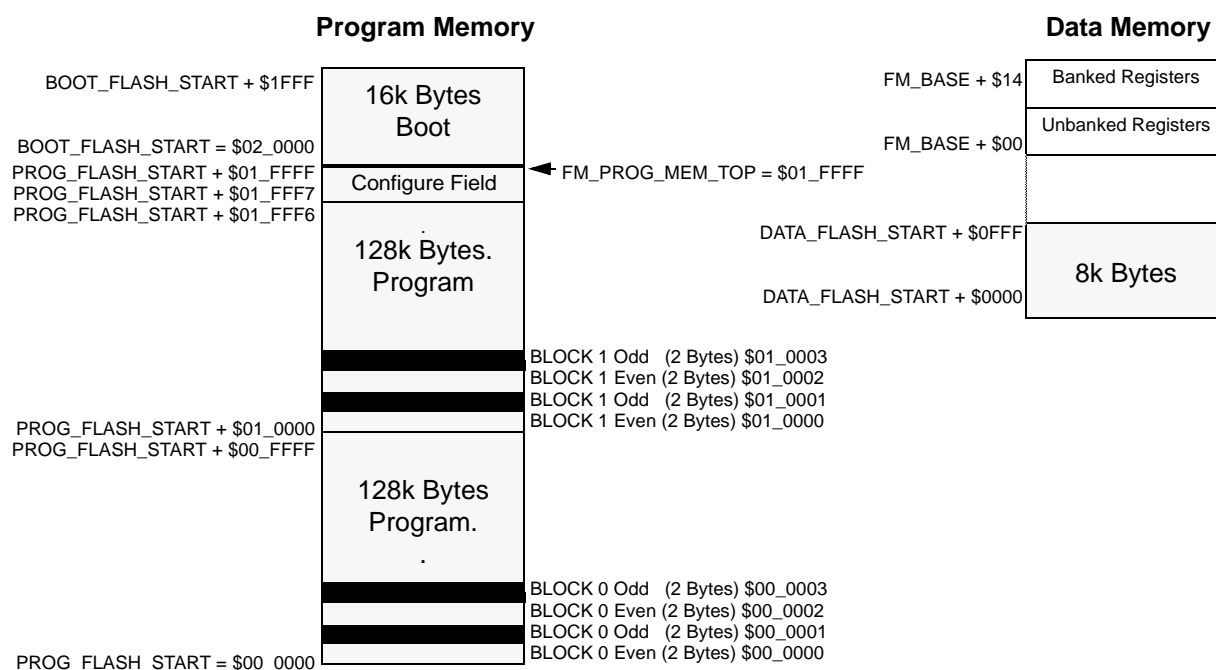 Program Memory
Data Memory
BOOT_FLASH_START + $1FFF
16k Bytes
Boot
BOOT_FLASH_START = $02_0000
PROG_FLASH_START + $01_FFFF
PROG_FLASH_START + $01_FFF7
PROG_FLASH_START + $01_FFF6
Configure Field
FM_PROG_MEM_TOP = $01_FFFF
.
128k Bytes.
Program
BLOCK 1 Odd (2 Bytes) $01_0003
BLOCK 1 Even (2 Bytes) $01_0002
BLOCK 1 Odd (2 Bytes) $01_0001
BLOCK 1 Even (2 Bytes) $01_0000
PROG_FLASH_START + $01_0000
PROG_FLASH_START + $00_FFFF
128k Bytes
Program.
.
BLOCK 0 Odd (2 Bytes) $00_0003
BLOCK 0 Even (2 Bytes) $00_0002
BLOCK 0 Odd (2 Bytes) $00_0001
BLOCK 0 Even (2 Bytes) $00_0000
PROG_FLASH_START = $00_0000
FM_BASE + $14
Banked Registers
Unbanked Registers
FM_BASE + $00
DATA_FLASH_START + $0FFF
8k Bytes
DATA_FLASH_START + $0000